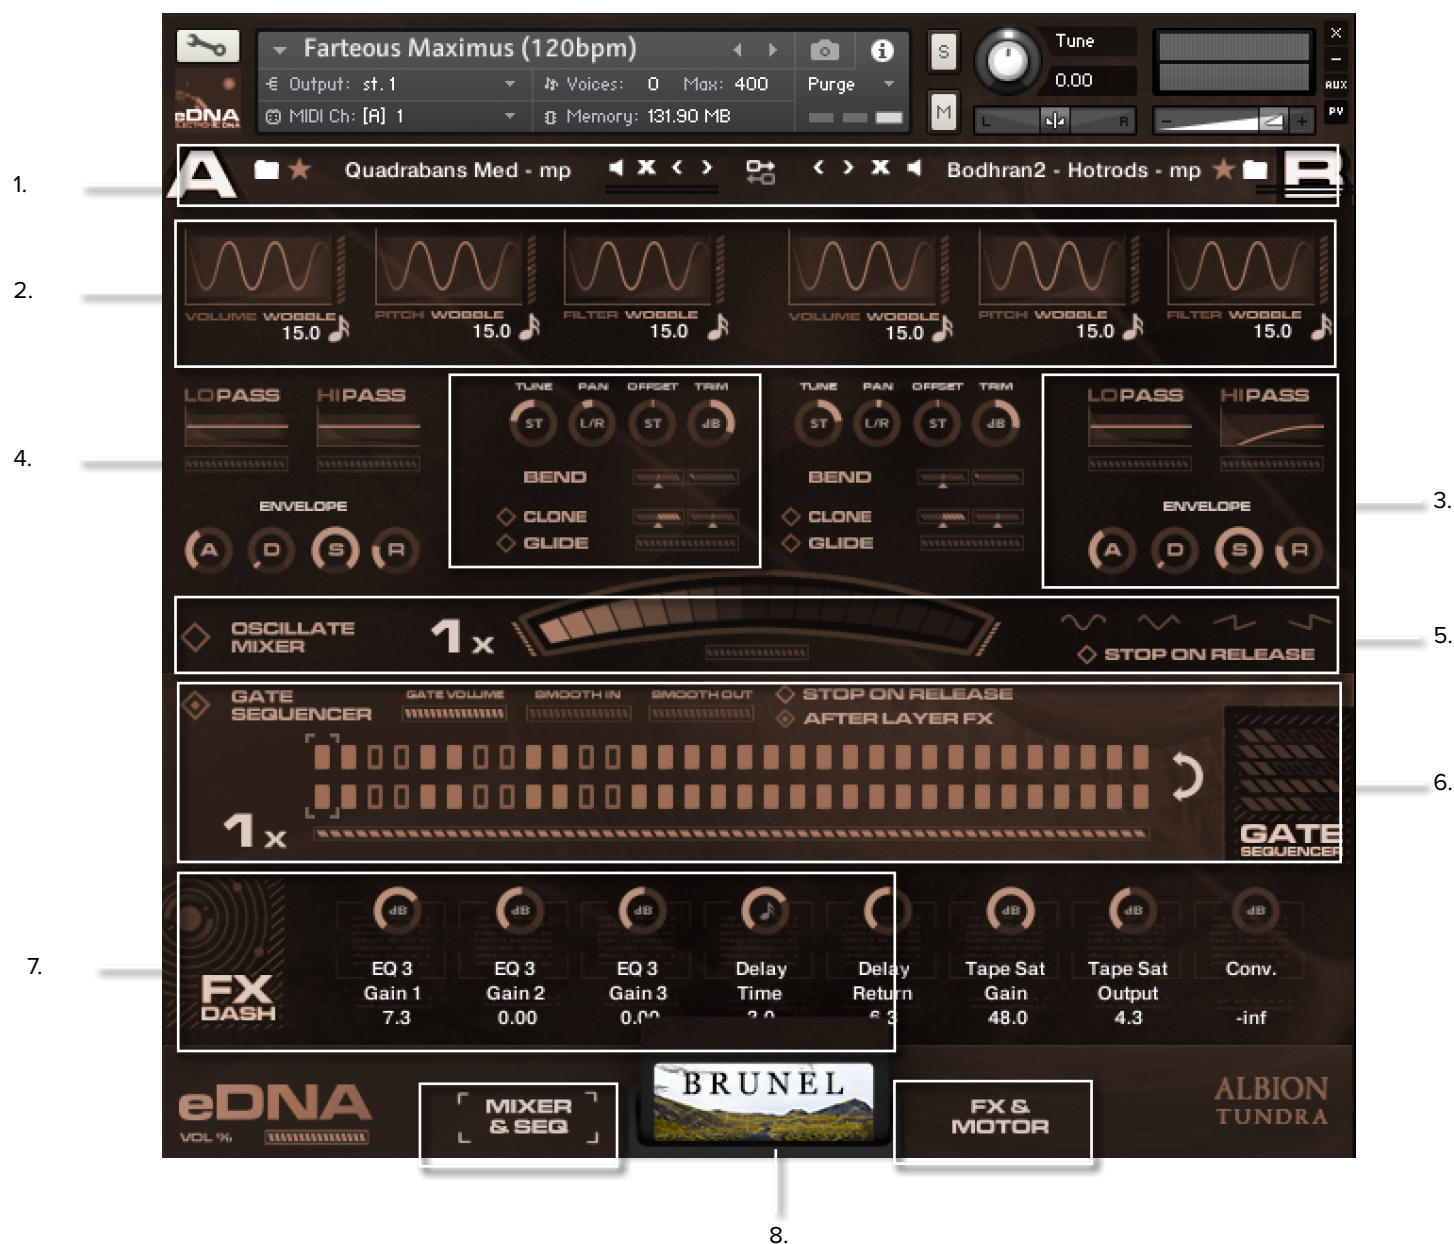 Farteous Maximus (120bpm)
Output: st. 1
Voices: 0 Max: 400
Purge
MIDI Ch: [A] 1
Memory: 131.90 MB
S
M
Tune
0.00
L R
- +
X
-
AUX
PV
eDNA
1.
A
Quadrabans Med - mp
Bodhran2 - Hotrods - mp
B
2.
VOLUME WOBBLE
15.0
PITCH WOBBLE
15.0
FILTER WOBBLE
15.0
VOLUME WOBBLE
15.0
PITCH WOBBLE
15.0
FILTER WOBBLE
15.0
4.
LOPASS
HIPASS
ENVELOPE
A D S R
TUNE PAN OFFSET TRIM
ST L/R ST dB
BEND
CLONE
GLIDE
TUNE PAN OFFSET TRIM
ST L/R ST dB
BEND
CLONE
GLIDE
LOPASS
HIPASS
ENVELOPE
A D S R
3.
OSCILLATE
MIXER
1 x
STOP ON RELEASE
5.
GATE
SEQUENCER
GATE VOLUME
SMOOTH IN
SMOOTH OUT
STOP ON RELEASE
AFTER LAYER FX
1 x
GATE
SEQUENCER
6.
7.
FX
DASH
dB dB dB dB dB dB
EQ 3
Gain 1
7.3
EQ 3
Gain 2
0.00
EQ 3
Gain 3
0.00
Delay
Time
Delay
Return
6.3
Tape Sat
Gain
48.0
Tape Sat
Output
4.3
Conv.
-inf
eDNA
VOL %
MIXER
& SEQ
BRUNEL
FX &
MOTOR
ALBION
TUNDRA
8.